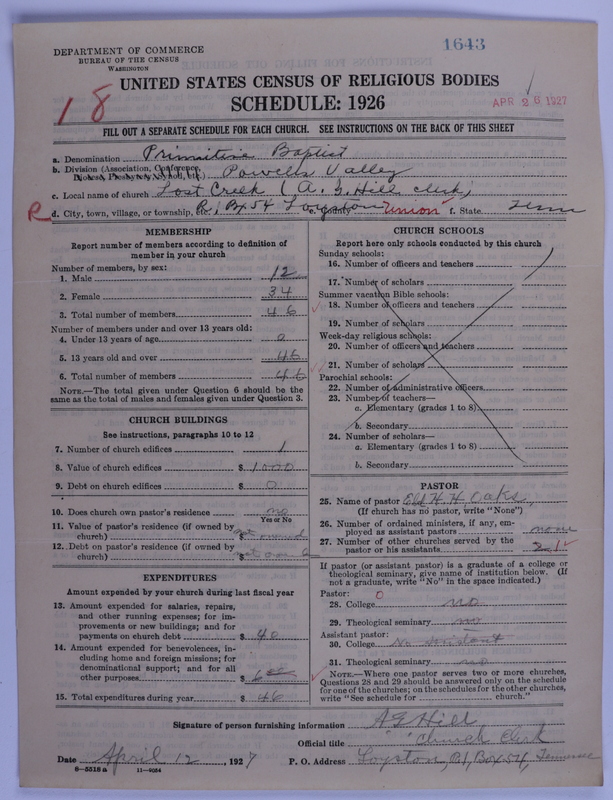 1643
DEPARTMENT OF COMMERCE
BUREAU OF THE CENSUS
WASHINGTON
UNITED STATES CENSUS OF RELIGIOUS BODIES
SCHEDULE: 1926
APR 26 1927
18
FILL OUT A SEPARATE SCHEDULE FOR EACH CHURCH. SEE INSTRUCTIONS ON THE BACK OF THIS SHEET
a. Denomination Primitive Baptist
b. Division (Association, Conference, Diocese, Presbytery, Synod, etc.) Powells Valley
c. Local name of church Lost Creek (A. G. Hill clerk)
R d. City, town, village, or township, etc. R1 Bx 54 Loyston e. County Union f. State Tenn
MEMBERSHIP
Report number of members according to definition of
member in your church
Number of members, by sex:
1. Male 12
2. Female 34
3. Total number of members 46
Number of members under and over 13 years old:
4. Under 13 years of age 0
5. 13 years old and over 46
6. Total number of members 46
NOTE.—The total given under Question 6 should be
same as the total of males and females given under Question 3.
CHURCH BUILDINGS
See instructions, paragraphs 10 to 12
7. Number of church edifices 1
8. Value of church edifices $ 1000
9. Debt on church edifices $ 0
10. Does church own pastor's residence no
Yes or No
11. Value of pastor's residence (if owned by
church) $ not owned
12. Debt on pastor's residence (if owned by
church) $
EXPENDITURES
Amount expended by your church during last fiscal year
13. Amount expended for salaries, repairs,
and other running expenses; for im-
provements or new buildings; and for
payments on church debt $ 40
14. Amount expended for benevolences, in-
cluding home and foreign missions; for
denominational support; and for all
other purposes $ 6.00
15. Total expenditures during year $ 46
CHURCH SCHOOLS
Report here only schools conducted by this church
Sunday schools:
16. Number of officers and teachers
17. Number of scholars
Summer vacation Bible schools:
18. Number of officers and teachers
19. Number of scholars
Week-day religious schools:
20. Number of officers and teachers
21. Number of scholars
Parochial schools:
22. Number of administrative officers
23. Number of teachers—
a. Elementary (grades 1 to 8)
b. Secondary
24. Number of scholars—
a. Elementary (grades 1 to 8)
b. Secondary
PASTOR
25. Name of pastor Eld H. H. Oaks,
(If church has no pastor, write "None")
26. Number of ordained ministers, if any, em-
ployed as assistant pastors none
27. Number of other churches served by the
pastor or his assistants
If pastor (or assistant pastor) is a graduate of a college or
theological seminary, give name of institution below. (If
not a graduate, write "No" in the space indicated.)
Pastor: 0
28. College no
29. Theological seminary no
Assistant pastor:
30. College No assistant
31. Theological seminary no
NOTE.—Where one pastor serves two or more churches,
Questions 28 and 29 should be answered only on the schedule
for one of the churches; on the schedules for the other churches,
write "See schedule for church."
Signature of person furnishing information A G Hill
Official title Church Clerk
Date April 12, 1927 P. O. Address Loyston, R1, Box 54, Tennessee
8—5518 a 11—9034